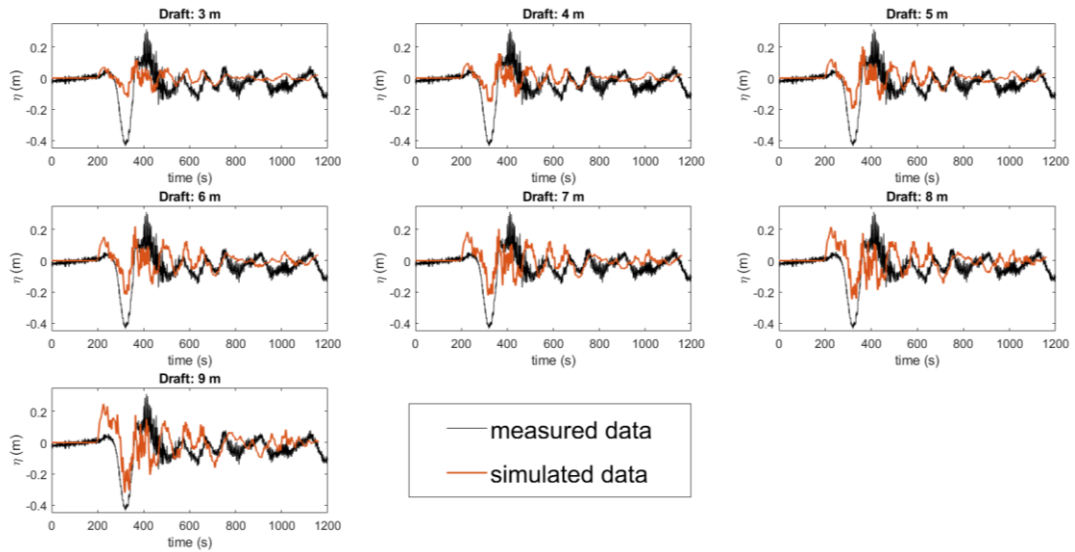 Draft: 3 m
0.2
0
-0.2
-0.4
η (m)
0 200 400 600 800 1000 1200
time (s)
Draft: 4 m
0.2
0
-0.2
-0.4
η (m)
0 200 400 600 800 1000 1200
time (s)
Draft: 5 m
0.2
0
-0.2
-0.4
η (m)
0 200 400 600 800 1000 1200
time (s)
Draft: 6 m
0.2
0
-0.2
-0.4
η (m)
0 200 400 600 800 1000 1200
time (s)
Draft: 7 m
0.2
0
-0.2
-0.4
η (m)
0 200 400 600 800 1000 1200
time (s)
Draft: 8 m
0.2
0
-0.2
-0.4
η (m)
0 200 400 600 800 1000 1200
time (s)
Draft: 9 m
0.2
0
-0.2
-0.4
η (m)
0 200 400 600 800 1000 1200
time (s)
measured data
simulated data